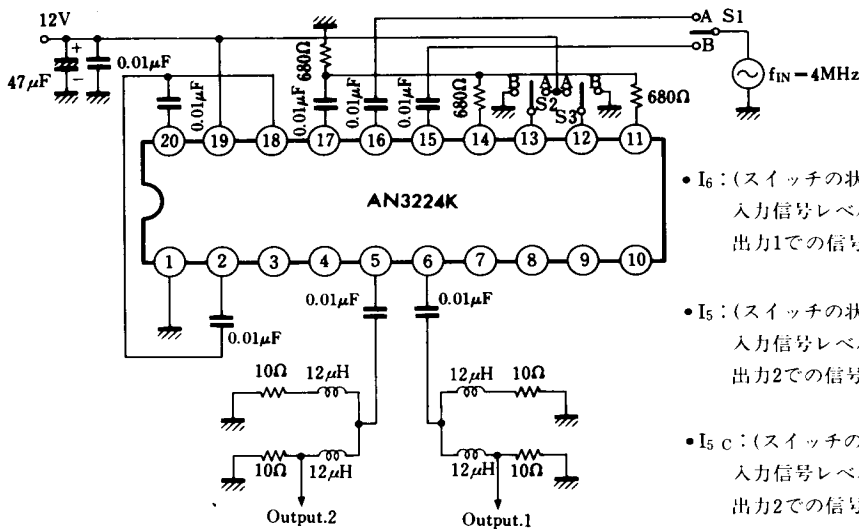 12V
47μF
+
−
0.01μF
0.01μF
680Ω
0.01μF
0.01μF
0.01μF
680Ω
B
A
A
B
S2
S3
680Ω
A S1
B
fIN=4MHz
20
19
18
17
16
15
14
13
12
11
AN3224K
1
2
3
4
5
6
7
8
9
10
0.01μF
0.01μF
0.01μF
10Ω
12μH
12μH
10Ω
10Ω
12μH
12μH
10Ω
Output.2
Output.1
• I6：(スイッチの状
入力信号レベ
出力1での信号
• I5：(スイッチの状
入力信号レベ
出力2での信号
• I5 C：(スイッチの
入力信号レベ
出力2での信号